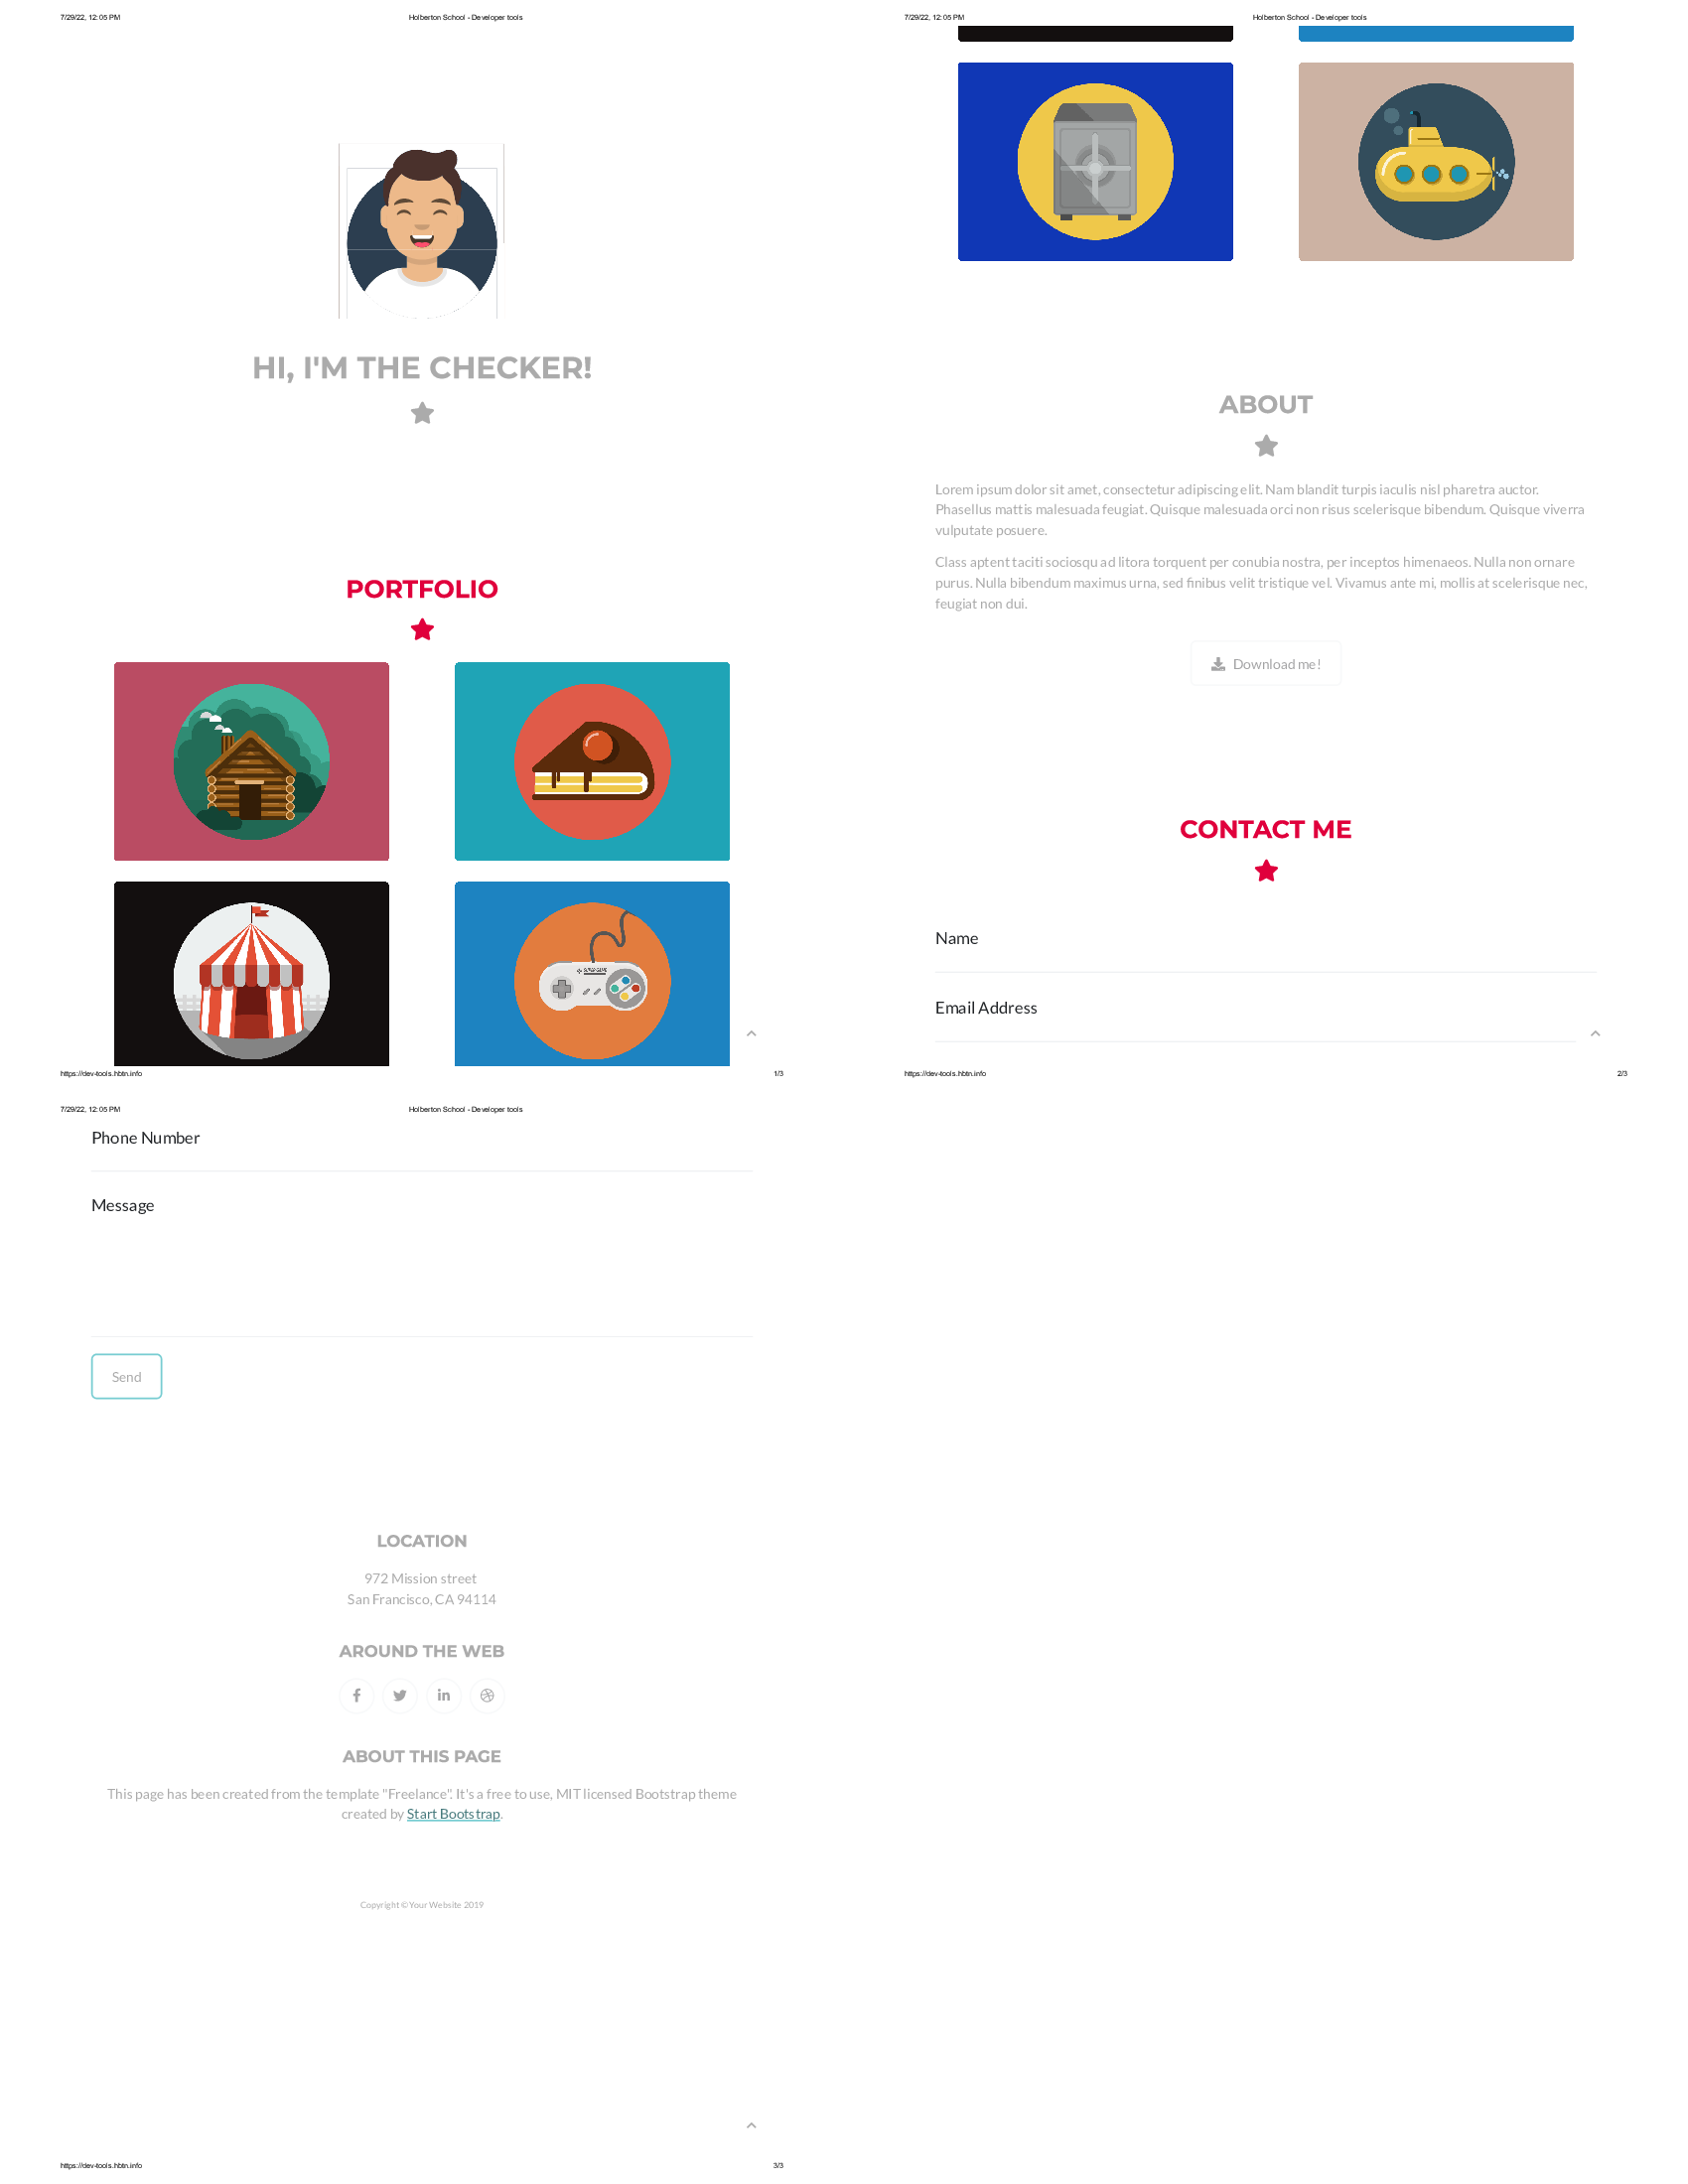 7/29/22, 12:05 PM
Holberton School - Developer tools
HI, I'M THE CHECKER!
PORTFOLIO
SUPER GAME
https://dev-tools.hbtn.info
1/3
7/29/22, 12:05 PM
Holberton School - Developer tools
ABOUT
Lorem ipsum dolor sit amet, consectetur adipiscing elit. Nam blandit turpis iaculis nisl pharetra auctor.
Phasellus mattis malesuada feugiat. Quisque malesuada orci non risus scelerisque bibendum. Quisque viverra
vulputate posuere.
Class aptent taciti sociosqu ad litora torquent per conubia nostra, per inceptos himenaeos. Nulla non ornare
purus. Nulla bibendum maximus urna, sed finibus velit tristique vel. Vivamus ante mi, mollis at scelerisque nec,
feugiat non dui.
Download me!
CONTACT ME
Name
Email Address
https://dev-tools.hbtn.info
2/3
7/29/22, 12:05 PM
Holberton School - Developer tools
Phone Number
Message
Send
LOCATION
972 Mission street
San Francisco, CA 94114
AROUND THE WEB
ABOUT THIS PAGE
This page has been created from the template "Freelance". It's a free to use, MIT licensed Bootstrap theme
created by Start Bootstrap.
Copyright © Your Website 2019
https://dev-tools.hbtn.info
3/3